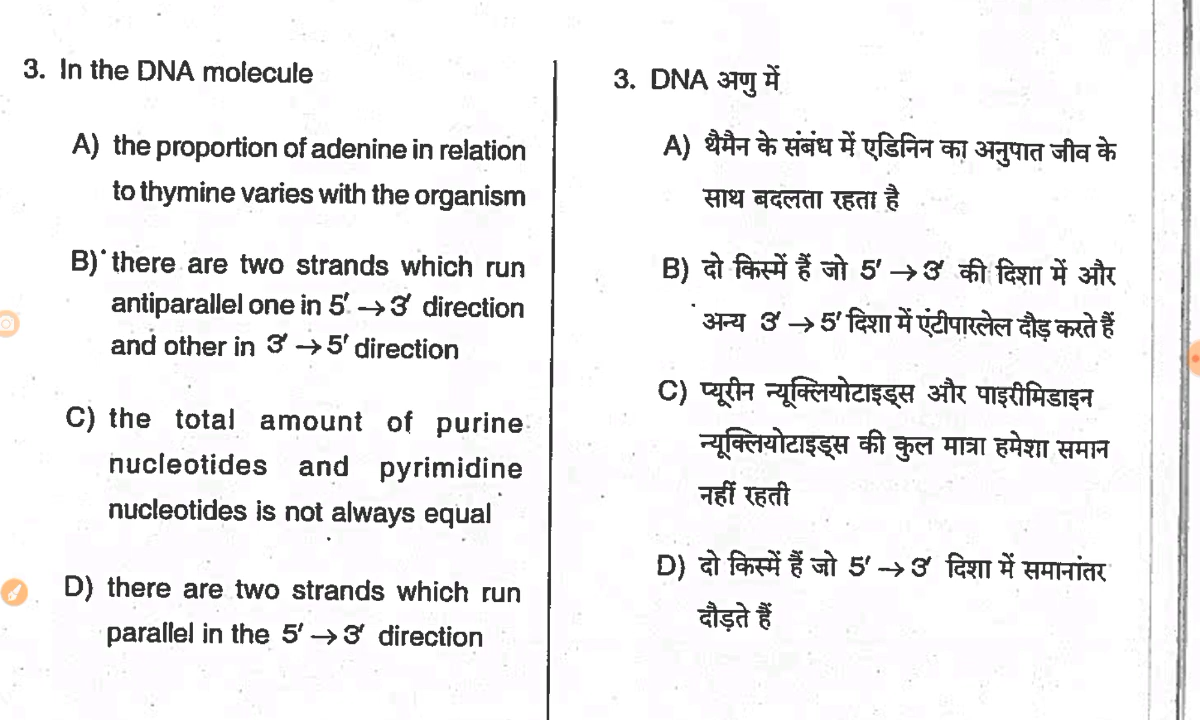 3. In the DNA molecule
A) the proportion of adenine in relation
to thymine varies with the organism
B) there are two strands which run
antiparallel one in 5′ → 3′ direction
and other in 3′ → 5′ direction
C) the total amount of purine
nucleotides and pyrimidine
nucleotides is not always equal
D) there are two strands which run
parallel in the 5′ → 3′ direction
3. DNA अणु में
A) थैमैन के संबंध में एडिनिन का अनुपात जीव के
साथ बदलता रहता है
B) दो किस्में हैं जो 5′ → 3′ की दिशा में और
अन्य 3′ → 5′ दिशा में एंटीपारलेल दौड़ करते हैं
C) प्यूरीन न्यूक्लियोटाइड्स और पाइरीमिडाइन
न्यूक्लियोटाइड्स की कुल मात्रा हमेशा समान
नहीं रहती
D) दो किस्में हैं जो 5′ → 3′ दिशा में समानांतर
दौड़ते हैं